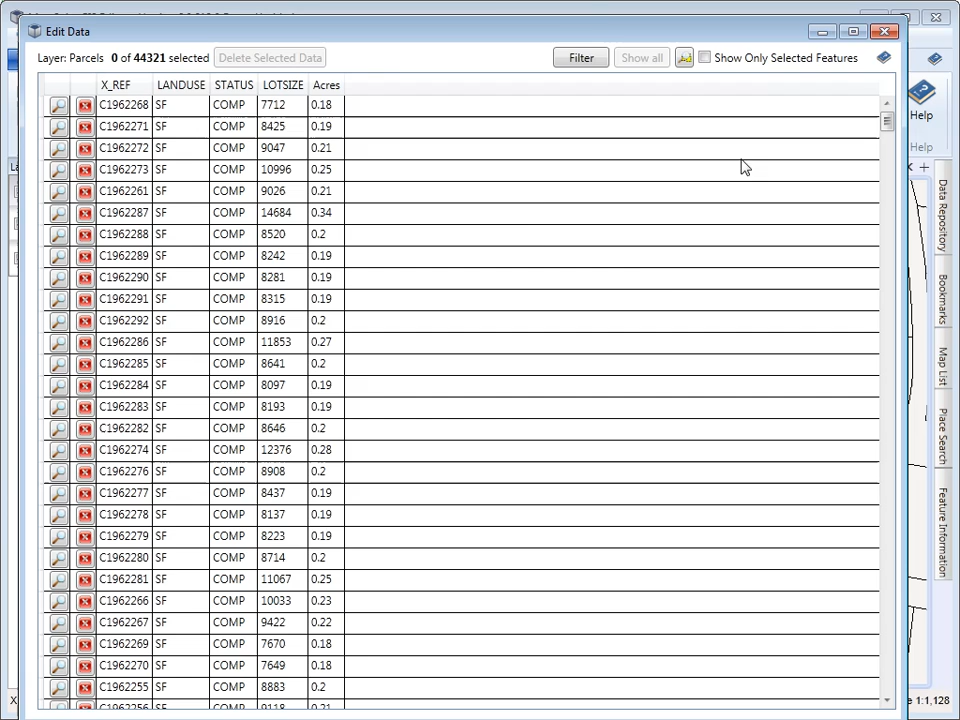 Edit Data
Layer: Parcels 0 of 44321 selected Delete Selected Data Filter Show all Show Only Selected Features
X_REF LANDUSE STATUS LOTSIZE Acres
C1962268 SF COMP 7712 0.18
C1962271 SF COMP 8425 0.19
C1962272 SF COMP 9047 0.21
C1962273 SF COMP 10996 0.25
C1962261 SF COMP 9026 0.21
C1962287 SF COMP 14684 0.34
C1962288 SF COMP 8520 0.2
C1962289 SF COMP 8242 0.19
C1962290 SF COMP 8281 0.19
C1962291 SF COMP 8315 0.19
C1962292 SF COMP 8916 0.2
C1962286 SF COMP 11853 0.27
C1962285 SF COMP 8641 0.2
C1962284 SF COMP 8097 0.19
C1962283 SF COMP 8193 0.19
C1962282 SF COMP 8646 0.2
C1962274 SF COMP 12376 0.28
C1962276 SF COMP 8908 0.2
C1962277 SF COMP 8437 0.19
C1962278 SF COMP 8137 0.19
C1962279 SF COMP 8223 0.19
C1962280 SF COMP 8714 0.2
C1962281 SF COMP 11067 0.25
C1962266 SF COMP 10033 0.23
C1962267 SF COMP 9422 0.22
C1962269 SF COMP 7670 0.18
C1962270 SF COMP 7649 0.18
C1962255 SF COMP 8883 0.2
C1962256 SF COMP 9118 0.21
Help
Help
Data Repository
Bookmarks
Map List
Place Search
Feature Information
X
e 1:1,128